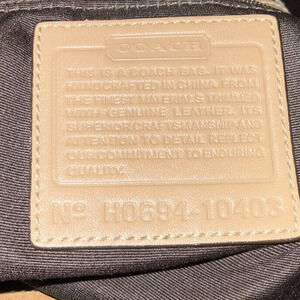 COACH
THIS IS A COACH BAG. IT WAS
HANDCRAFTED IN CHINA FROM
THE FINEST MATERIALS TRIMMED
WITH GENUINE LEATHER. ITS
SUPERIOR CRAFTSMANSHIP AND
ATTENTION TO DETAIL REFLECT
OUR COMMITMENT TO ENDURING
QUALITY.
Nº H0694-10403